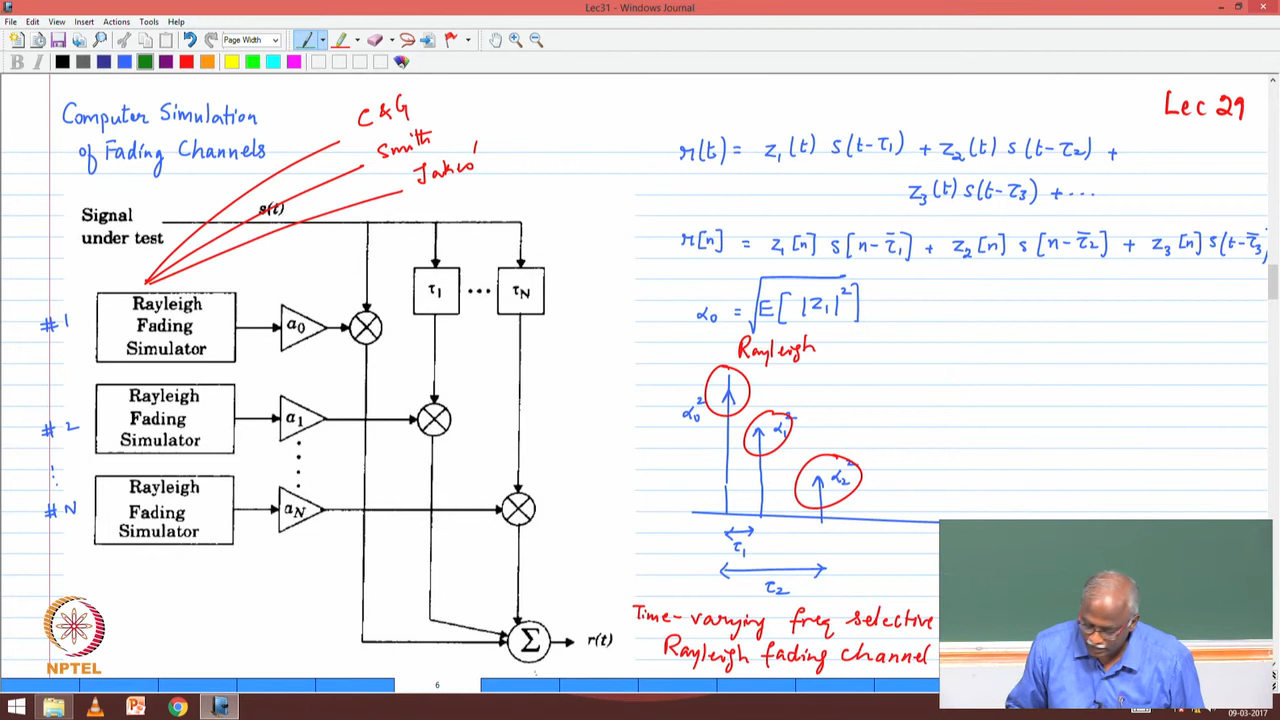 Lec31 - Windows Journal
File Edit View Insert Actions Tools Help
Page Width
B I
Lec 29
Computer Simulation
of Fading Channels
C & G
Smith
Jakes'
r(t) = z₁(t) s(t-τ₁) + z₂(t) s(t-τ₂) +
z₃(t) s(t-τ₃) + ...
r[n] = z₁[n] s[n-τ̄₁] + z₂[n] s[n-τ̄₂] + z₃[n] s(t-τ̄₃)
α₀ = √E[ |z₁|² ]
Rayleigh
α₀²
α₁²
α₂²
τ₁
τ₂
Time-varying freq selective
Rayleigh fading channel
Signal
under test
s(t)
τ₁ ... τN
#1
Rayleigh
Fading
Simulator
a₀
#2
Rayleigh
Fading
Simulator
a₁
#N
Rayleigh
Fading
Simulator
aN
Σ
r(t)
NPTEL
6
09-03-2017